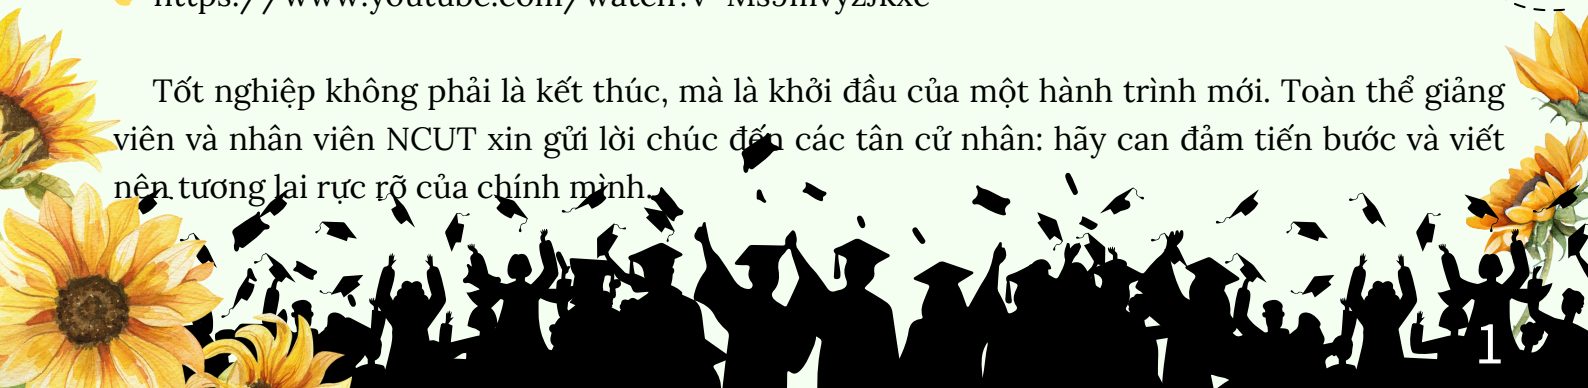 Tốt nghiệp không phải là kết thúc, mà là khởi đầu của một hành trình mới. Toàn thể giảng
viên và nhân viên NCUT xin gửi lời chúc đến các tân cử nhân: hãy can đảm tiến bước và viết
nên tương lai rực rỡ của chính mình.
1